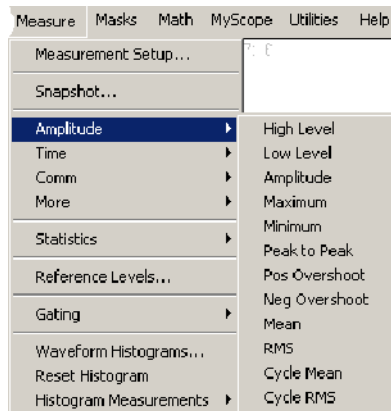 Measure Masks Math MyScope Utilities Help
Measurement Setup...
Snapshot...
Amplitude
Time
Comm
More
Statistics
Reference Levels...
Gating
Waveform Histograms...
Reset Histogram
Histogram Measurements
High Level
Low Level
Amplitude
Maximum
Minimum
Peak to Peak
Pos Overshoot
Neg Overshoot
Mean
RMS
Cycle Mean
Cycle RMS